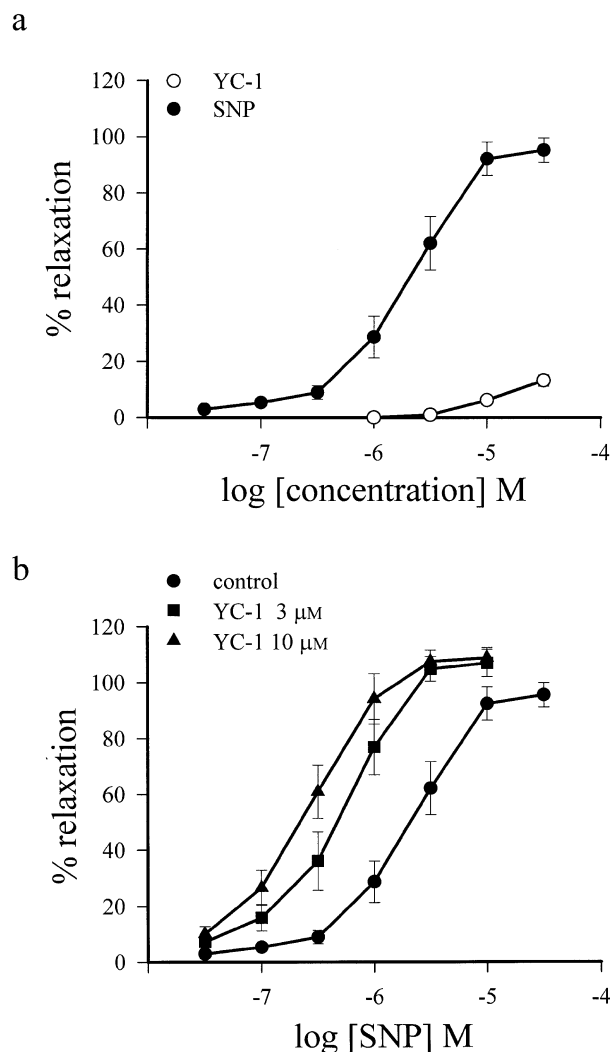 a
YC-1
SNP
120
100
80
60
40
20
0
% relaxation
-7
-6
-5
-4
log [concentration] M
b
control
YC-1 3 μM
YC-1 10 μM
120
100
80
60
40
20
0
% relaxation
-7
-6
-5
-4
log [SNP] M